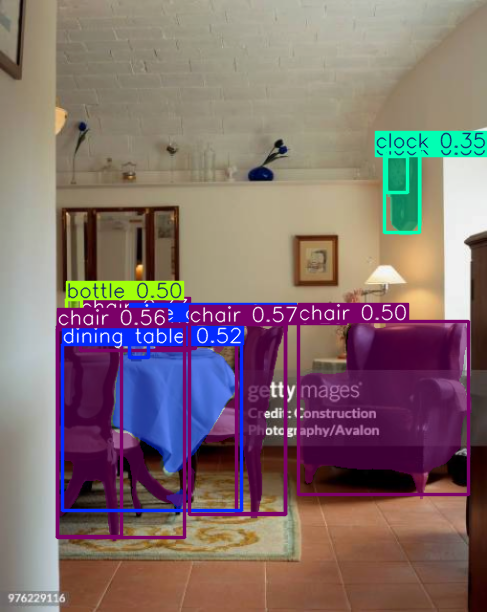 clock 0.35
bottle 0.50
chair 0.56
chair 0.57
chair 0.50
dining table 0.52
gettyimages
Credit: Construction
Photography/Avalon
976229116